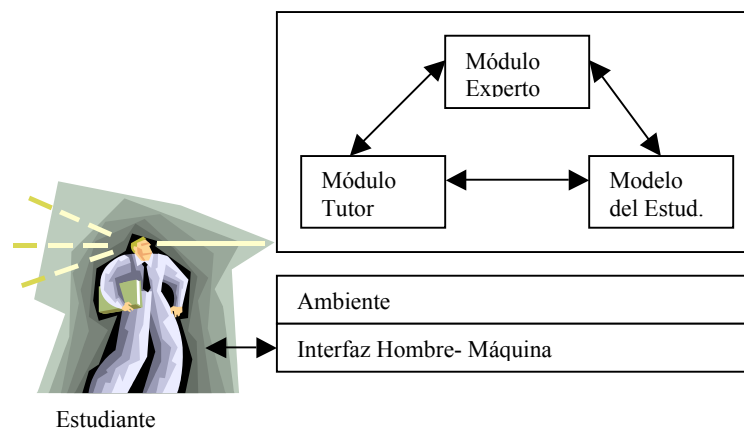 Módulo
Experto
Módulo
Tutor
Modelo
del Estud.
Ambiente
Interfaz Hombre- Máquina
Estudiante